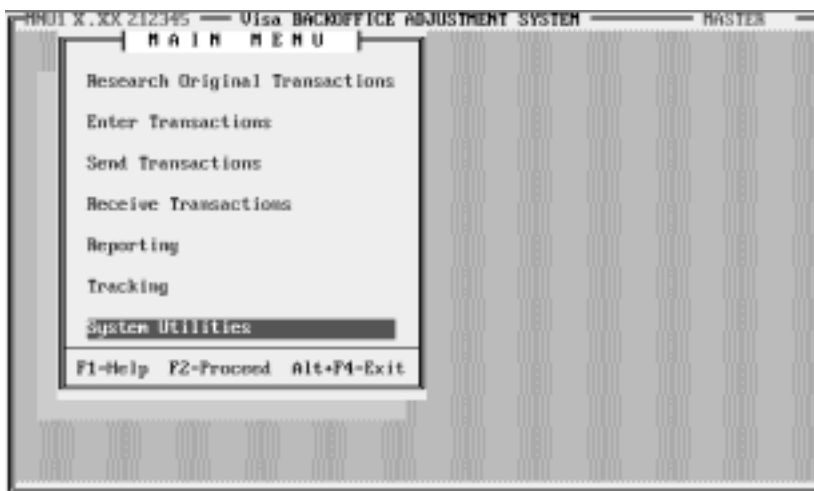 MNU1 X.XX 212345 Visa BACKOFFICE ADJUSTMENT SYSTEM MASTER
MAIN MENU
Research Original Transactions
Enter Transactions
Send Transactions
Receive Transactions
Reporting
Tracking
System Utilities
F1-Help F2-Proceed Alt+F4-Exit